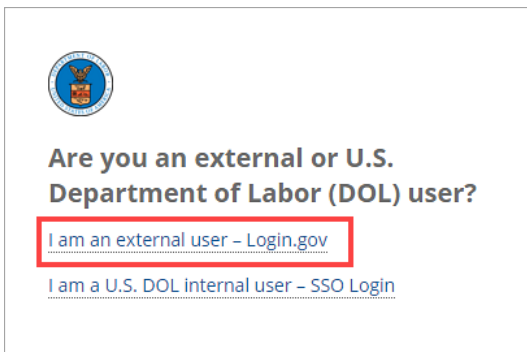 Are you an external or U.S.
Department of Labor (DOL) user?
I am an external user – Login.gov
I am a U.S. DOL internal user – SSO Login